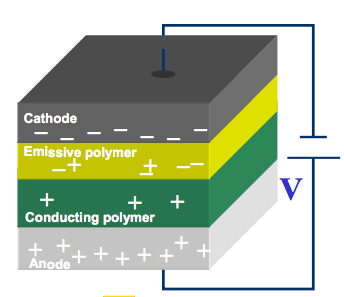 Cathode
Emissive polymer
V
Conducting polymer
Anode